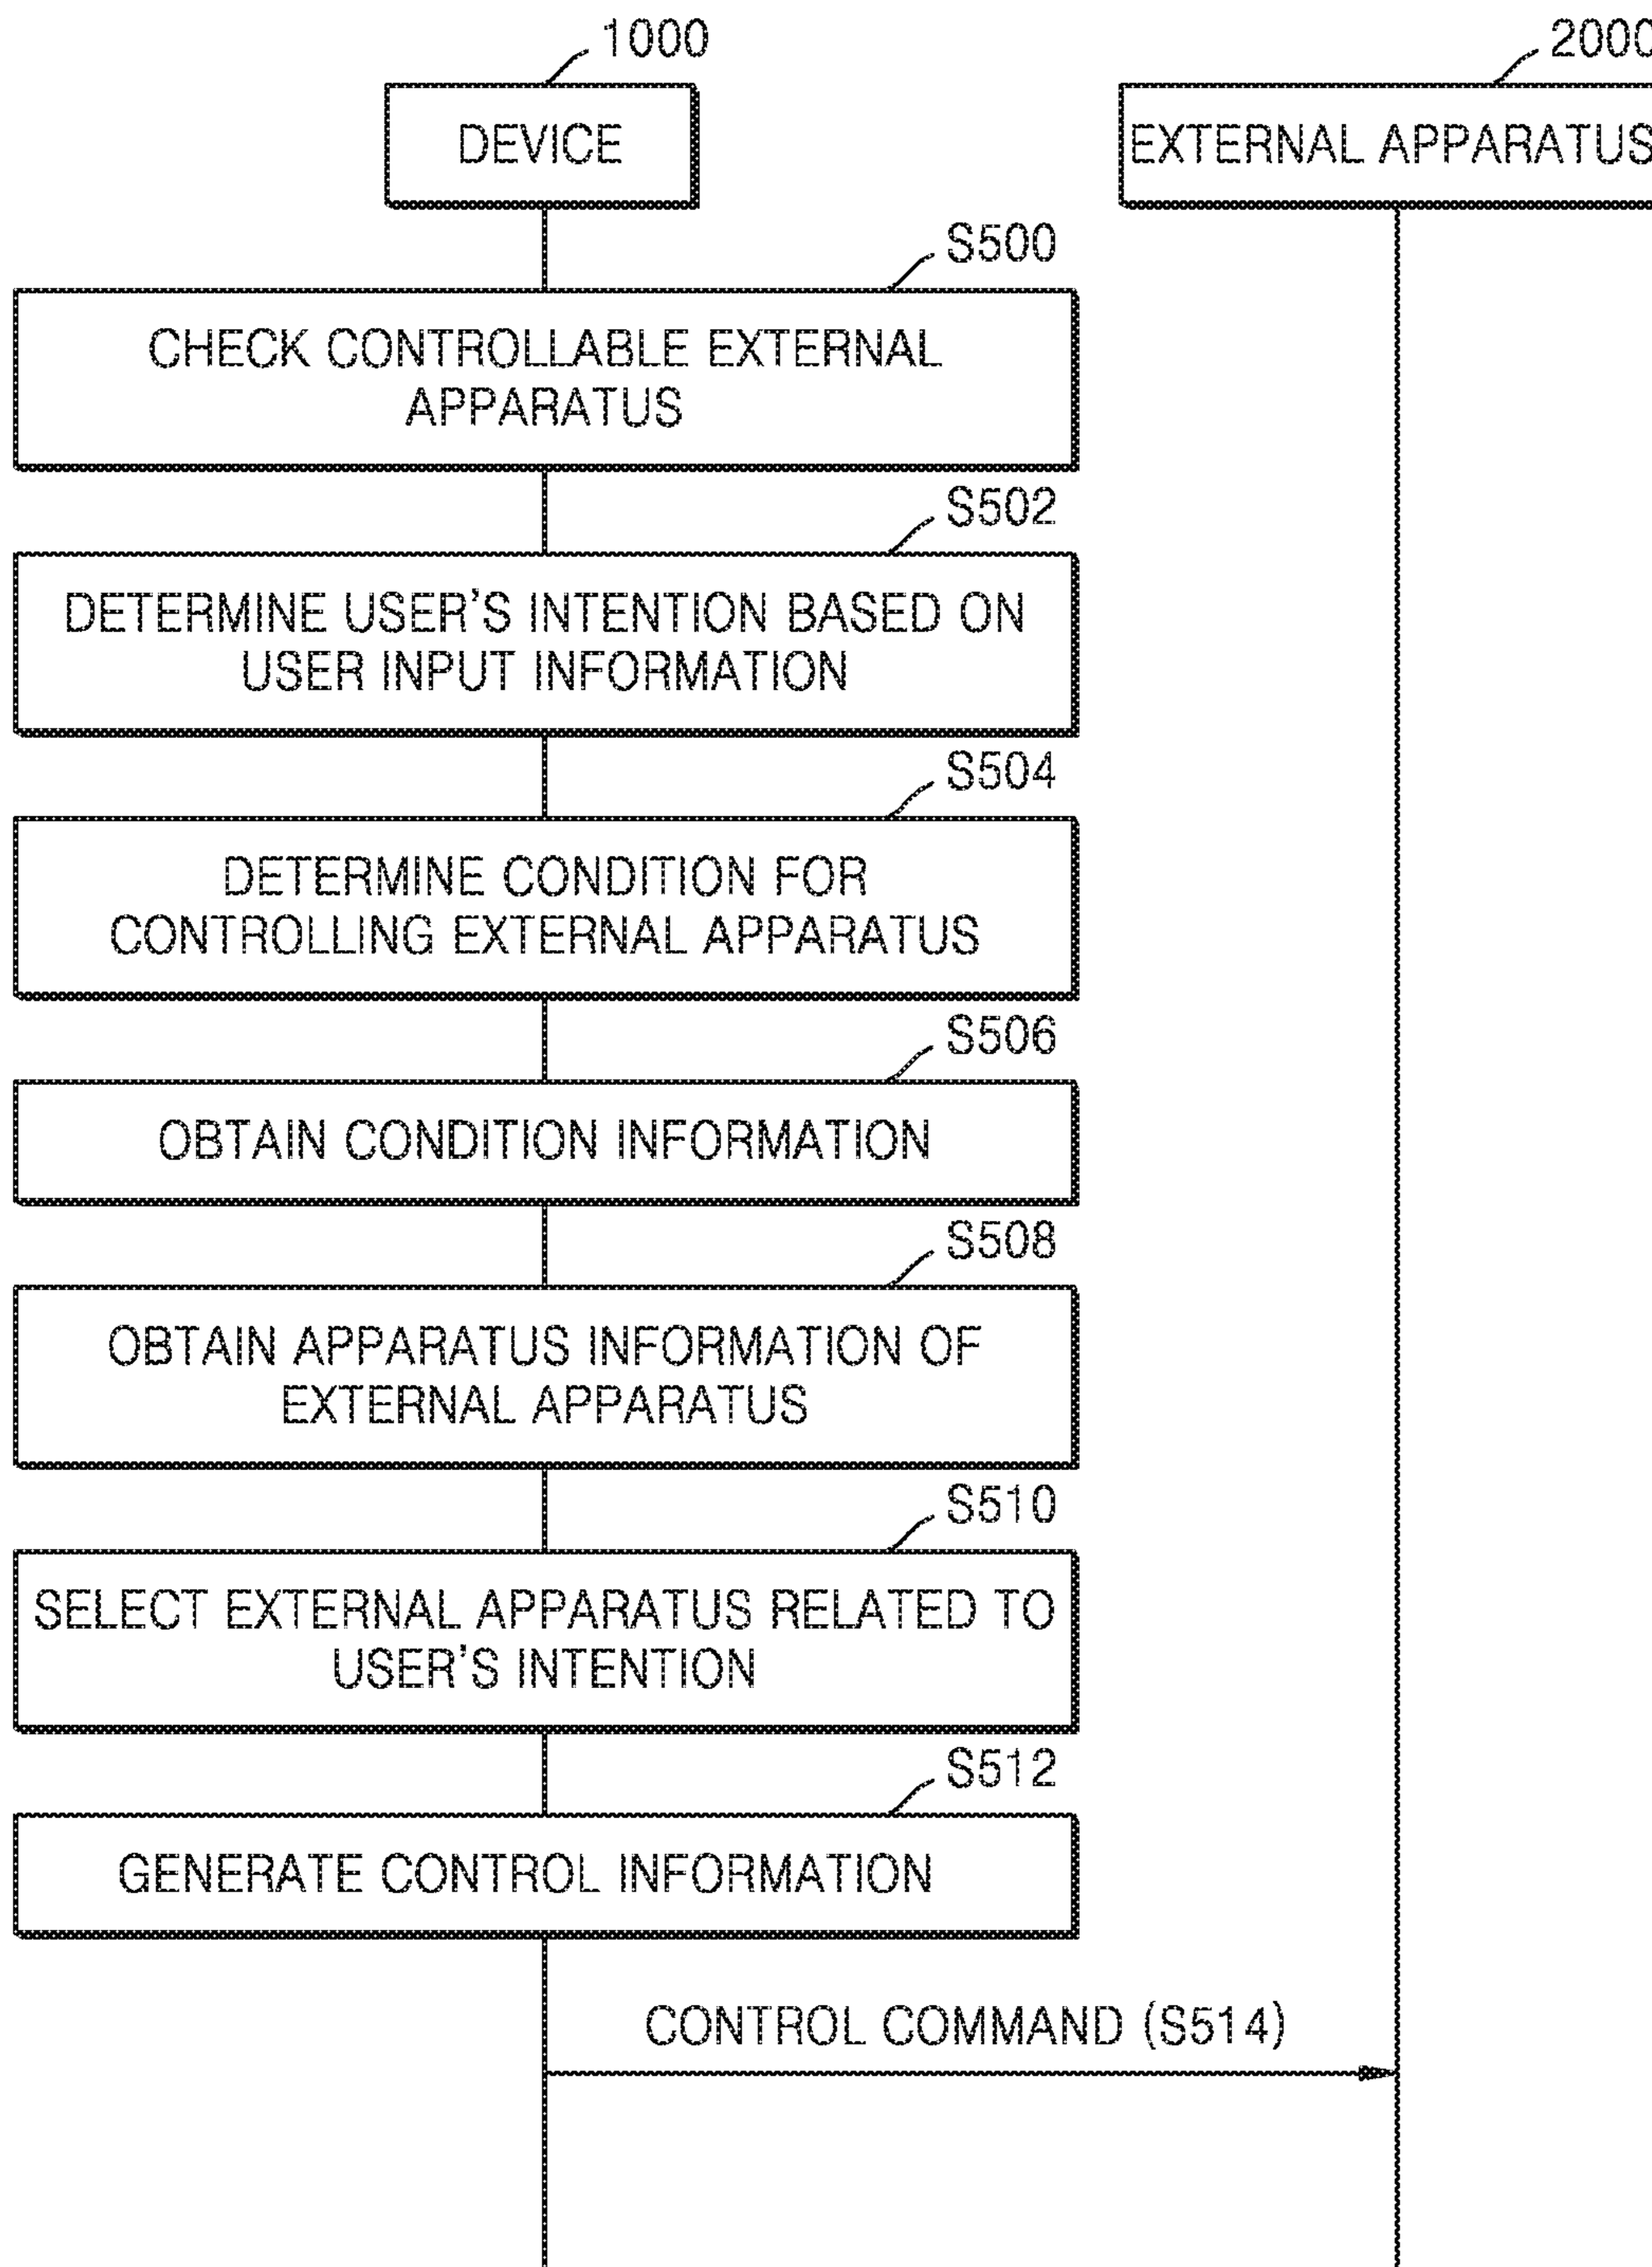 1000
2000
DEVICE
EXTERNAL APPARATUS
S500
CHECK CONTROLLABLE EXTERNAL
APPARATUS
S502
DETERMINE USER'S INTENTION BASED ON
USER INPUT INFORMATION
S504
DETERMINE CONDITION FOR
CONTROLLING EXTERNAL APPARATUS
S506
OBTAIN CONDITION INFORMATION
S508
OBTAIN APPARATUS INFORMATION OF
EXTERNAL APPARATUS
S510
SELECT EXTERNAL APPARATUS RELATED TO
USER'S INTENTION
S512
GENERATE CONTROL INFORMATION
CONTROL COMMAND (S514)